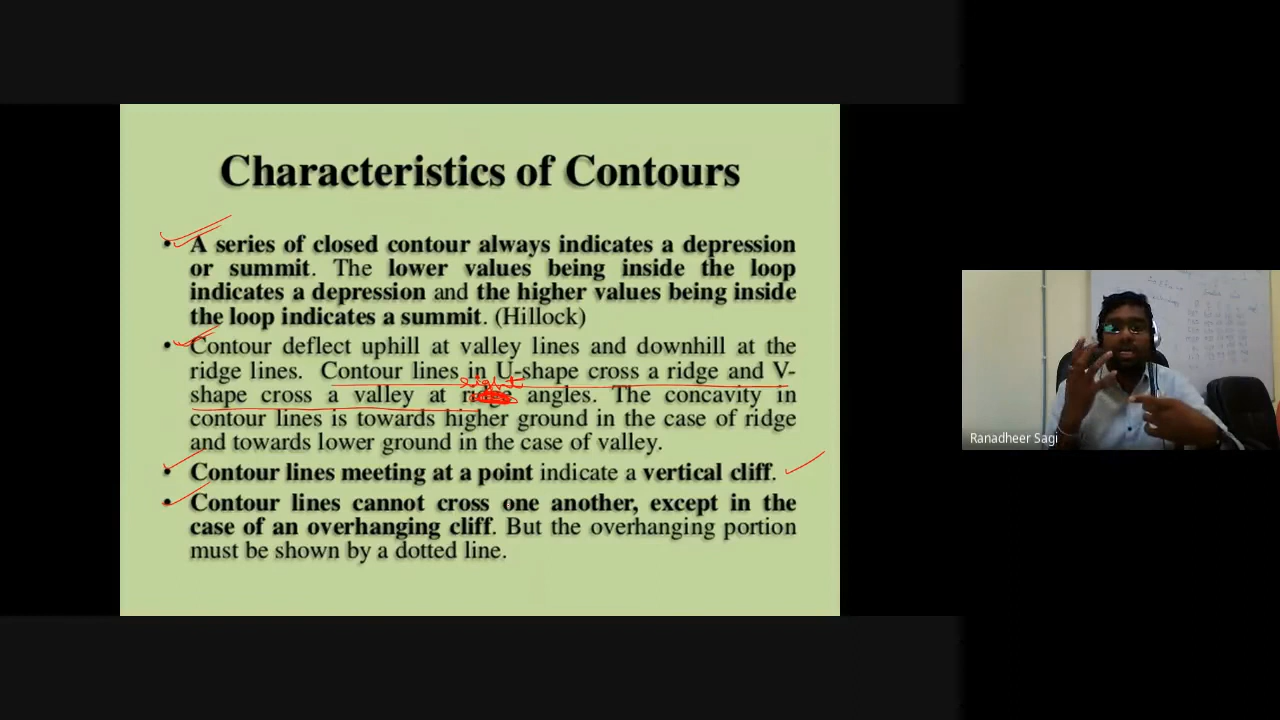 Characteristics of Contours
• A series of closed contour always indicates a depression
or summit. The lower values being inside the loop
indicates a depression and the higher values being inside
the loop indicates a summit. (Hillock)
• Contour deflect uphill at valley lines and downhill at the
ridge lines. Contour lines in U-shape cross a ridge and V-
right
shape cross a valley at angles. The concavity in
contour lines is towards higher ground in the case of ridge
and towards lower ground in the case of valley.
• Contour lines meeting at a point indicate a vertical cliff.
• Contour lines cannot cross one another, except in the
case of an overhanging cliff. But the overhanging portion
must be shown by a dotted line.
Ranadheer Sagi